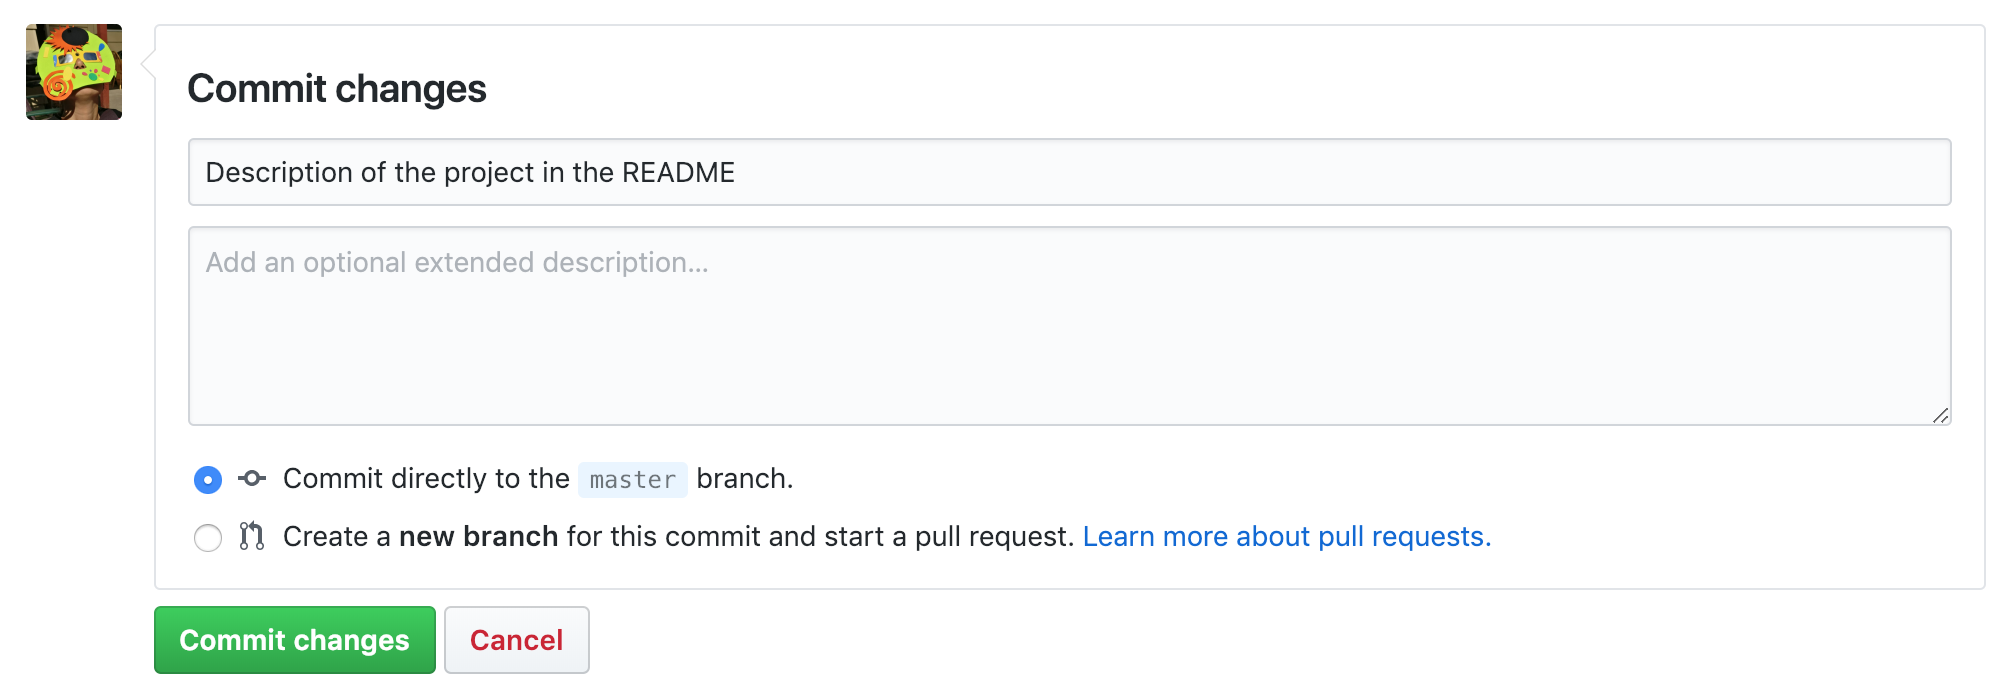 Commit changes
Description of the project in the README
Add an optional extended description...
Commit directly to the master branch.
Create a new branch for this commit and start a pull request. Learn more about pull requests.
Commit changes
Cancel